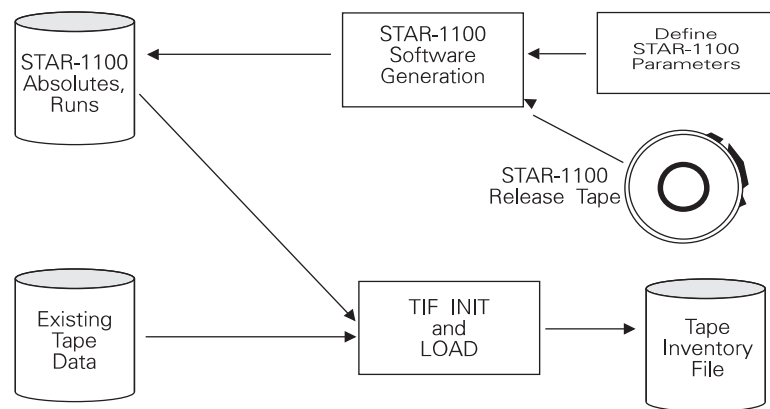 STAR-1100
Absolutes,
Runs
STAR-1100
Software
Generation
Define
STAR-1100
Parameters
STAR-1100
Release Tape
Existing
Tape
Data
TIF INIT
and
LOAD
Tape
Inventory
File